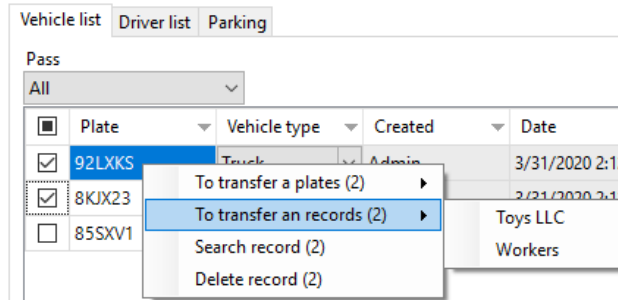 Vehicle list Driver list Parking
Pass
All
Plate Vehicle type Created Date
92LXKS Truck Admin 3/31/2020 2:1
8KJX23 3/31/2020 2:1
85SXV1
To transfer a plates (2)
To transfer an records (2)
Search record (2)
Delete record (2)
Toys LLC
Workers